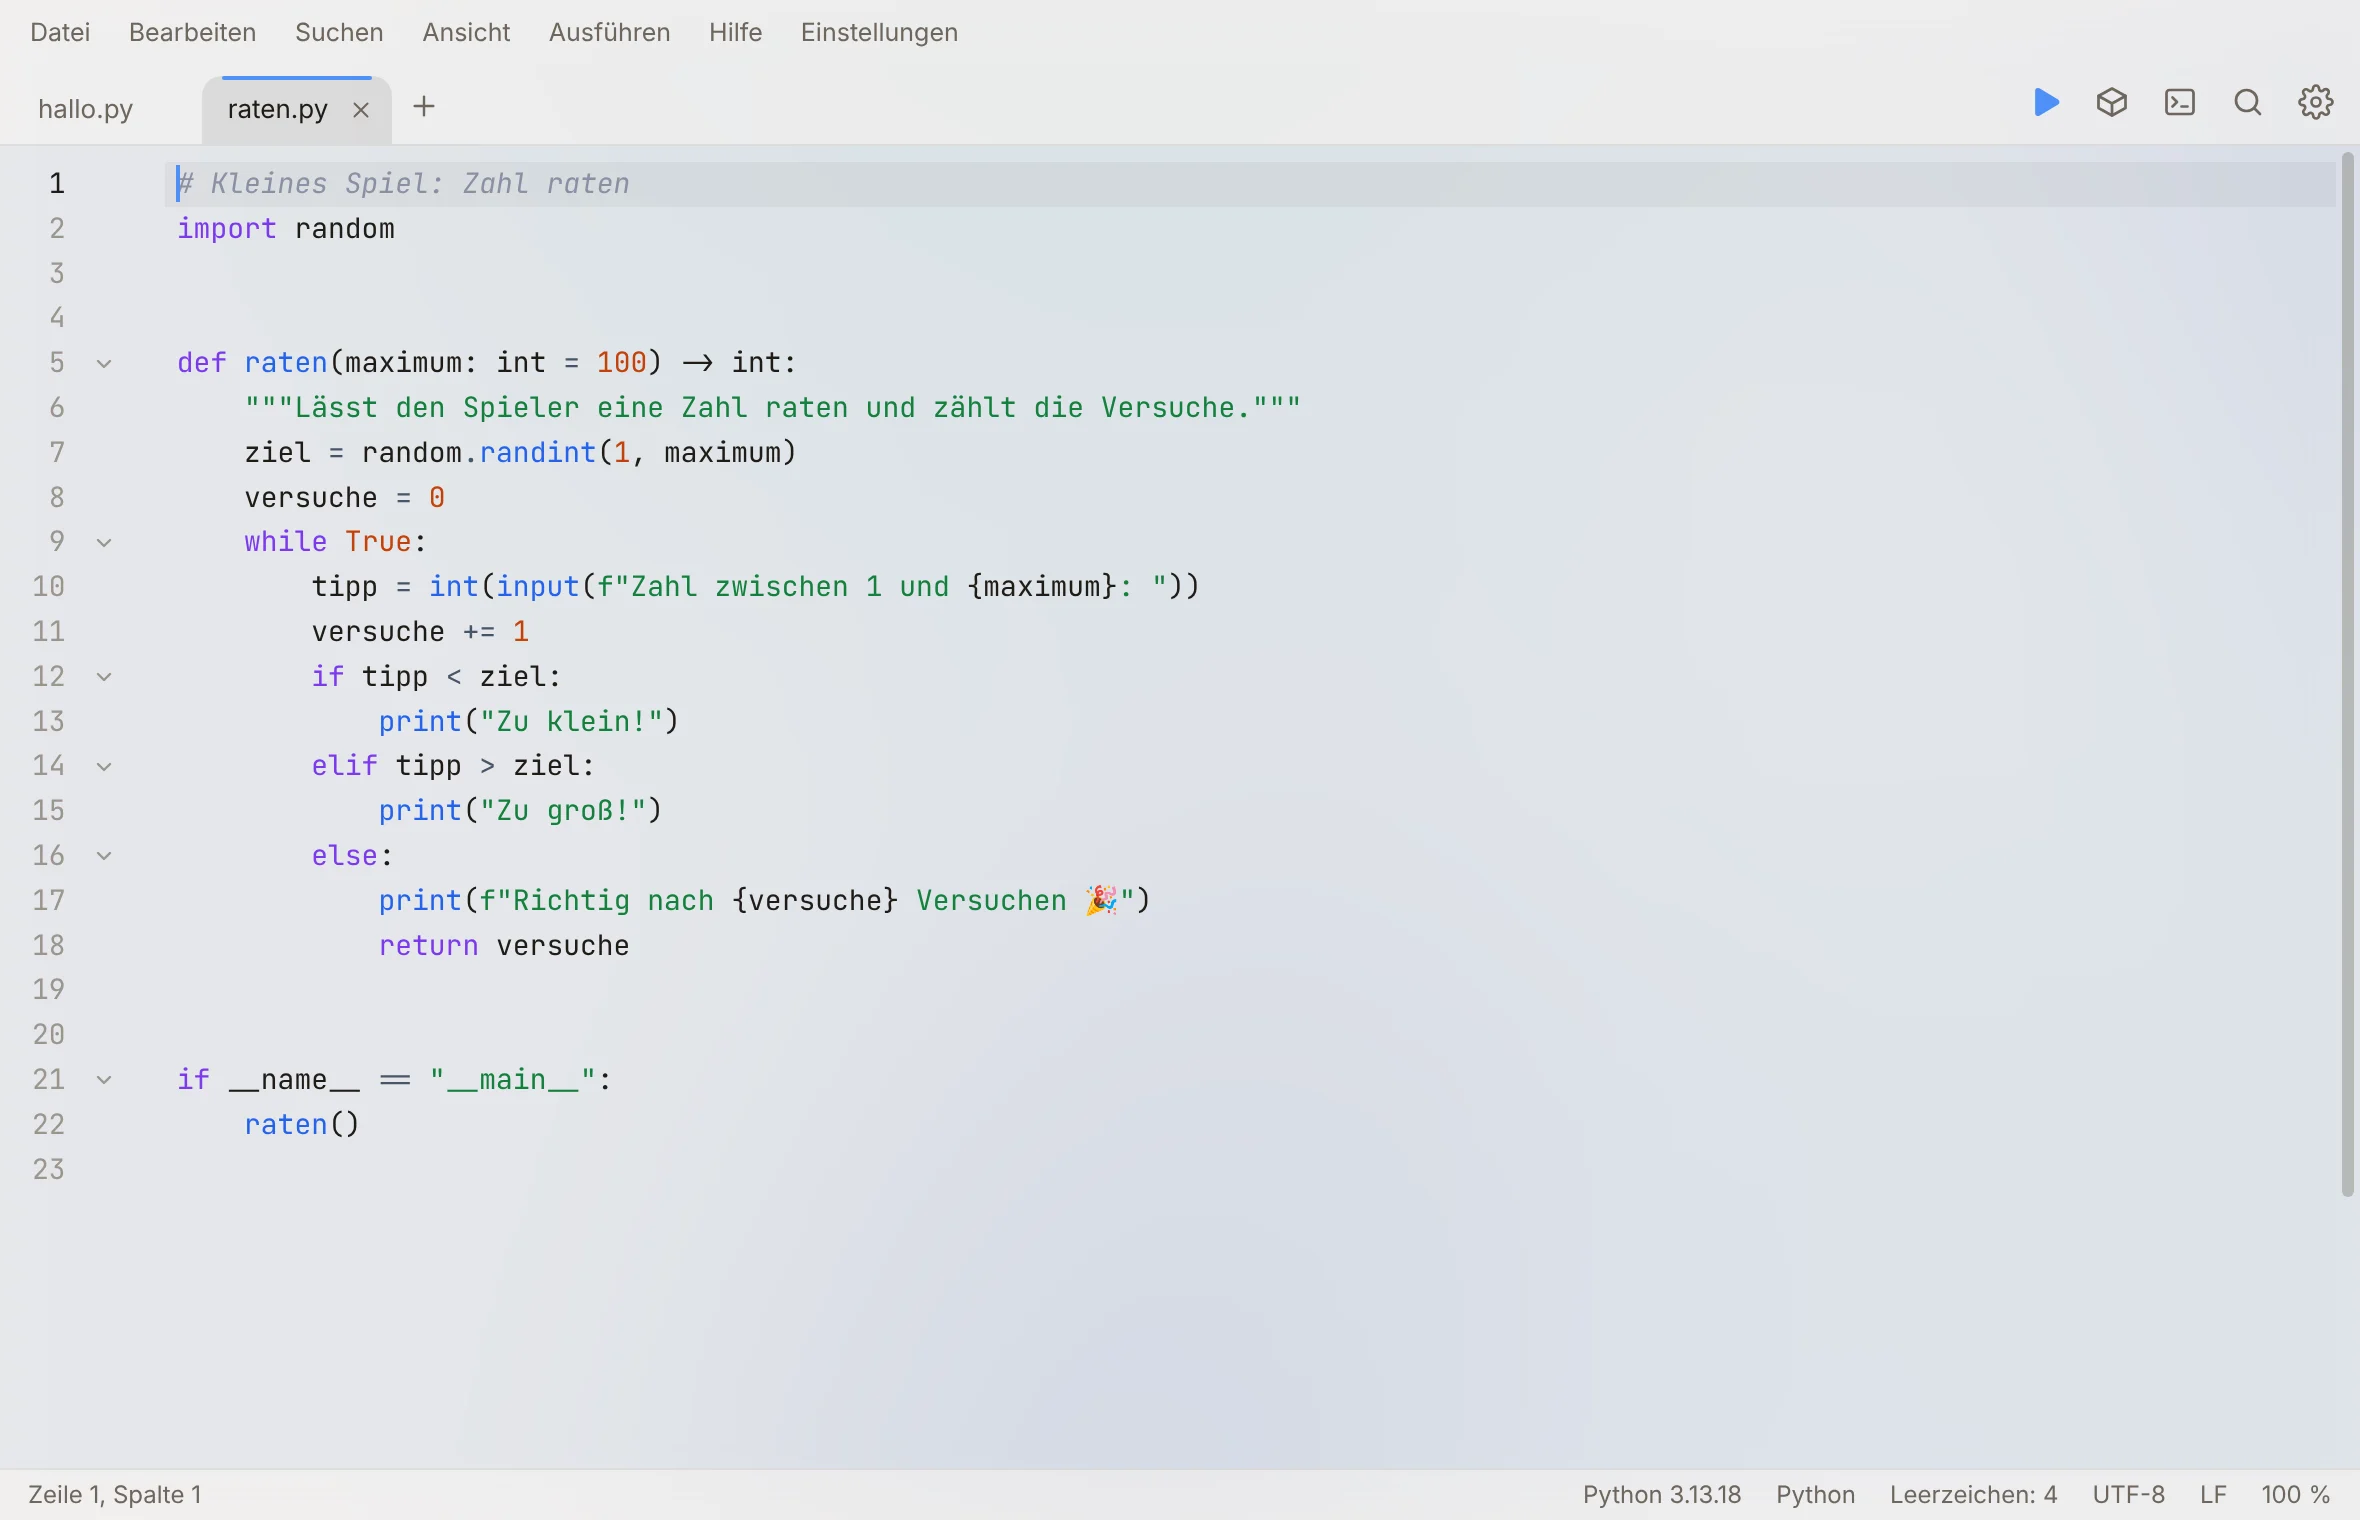 Datei Bearbeiten Suchen Ansicht Ausführen Hilfe Einstellungen
hallo.py raten.py
1 # Kleines Spiel: Zahl raten
2 import random
3
4
5 def raten(maximum: int = 100) -> int:
6     """Lässt den Spieler eine Zahl raten und zählt die Versuche."""
7     ziel = random.randint(1, maximum)
8     versuche = 0
9     while True:
10         tipp = int(input(f"Zahl zwischen 1 und {maximum}: "))
11         versuche += 1
12         if tipp < ziel:
13             print("Zu klein!")
14         elif tipp > ziel:
15             print("Zu groß!")
16         else:
17             print(f"Richtig nach {versuche} Versuchen 🎉")
18             return versuche
19
20
21 if __name__ == "__main__":
22     raten()
23
Zeile 1, Spalte 1 Python 3.13.18 Python Leerzeichen: 4 UTF-8 LF 100 %